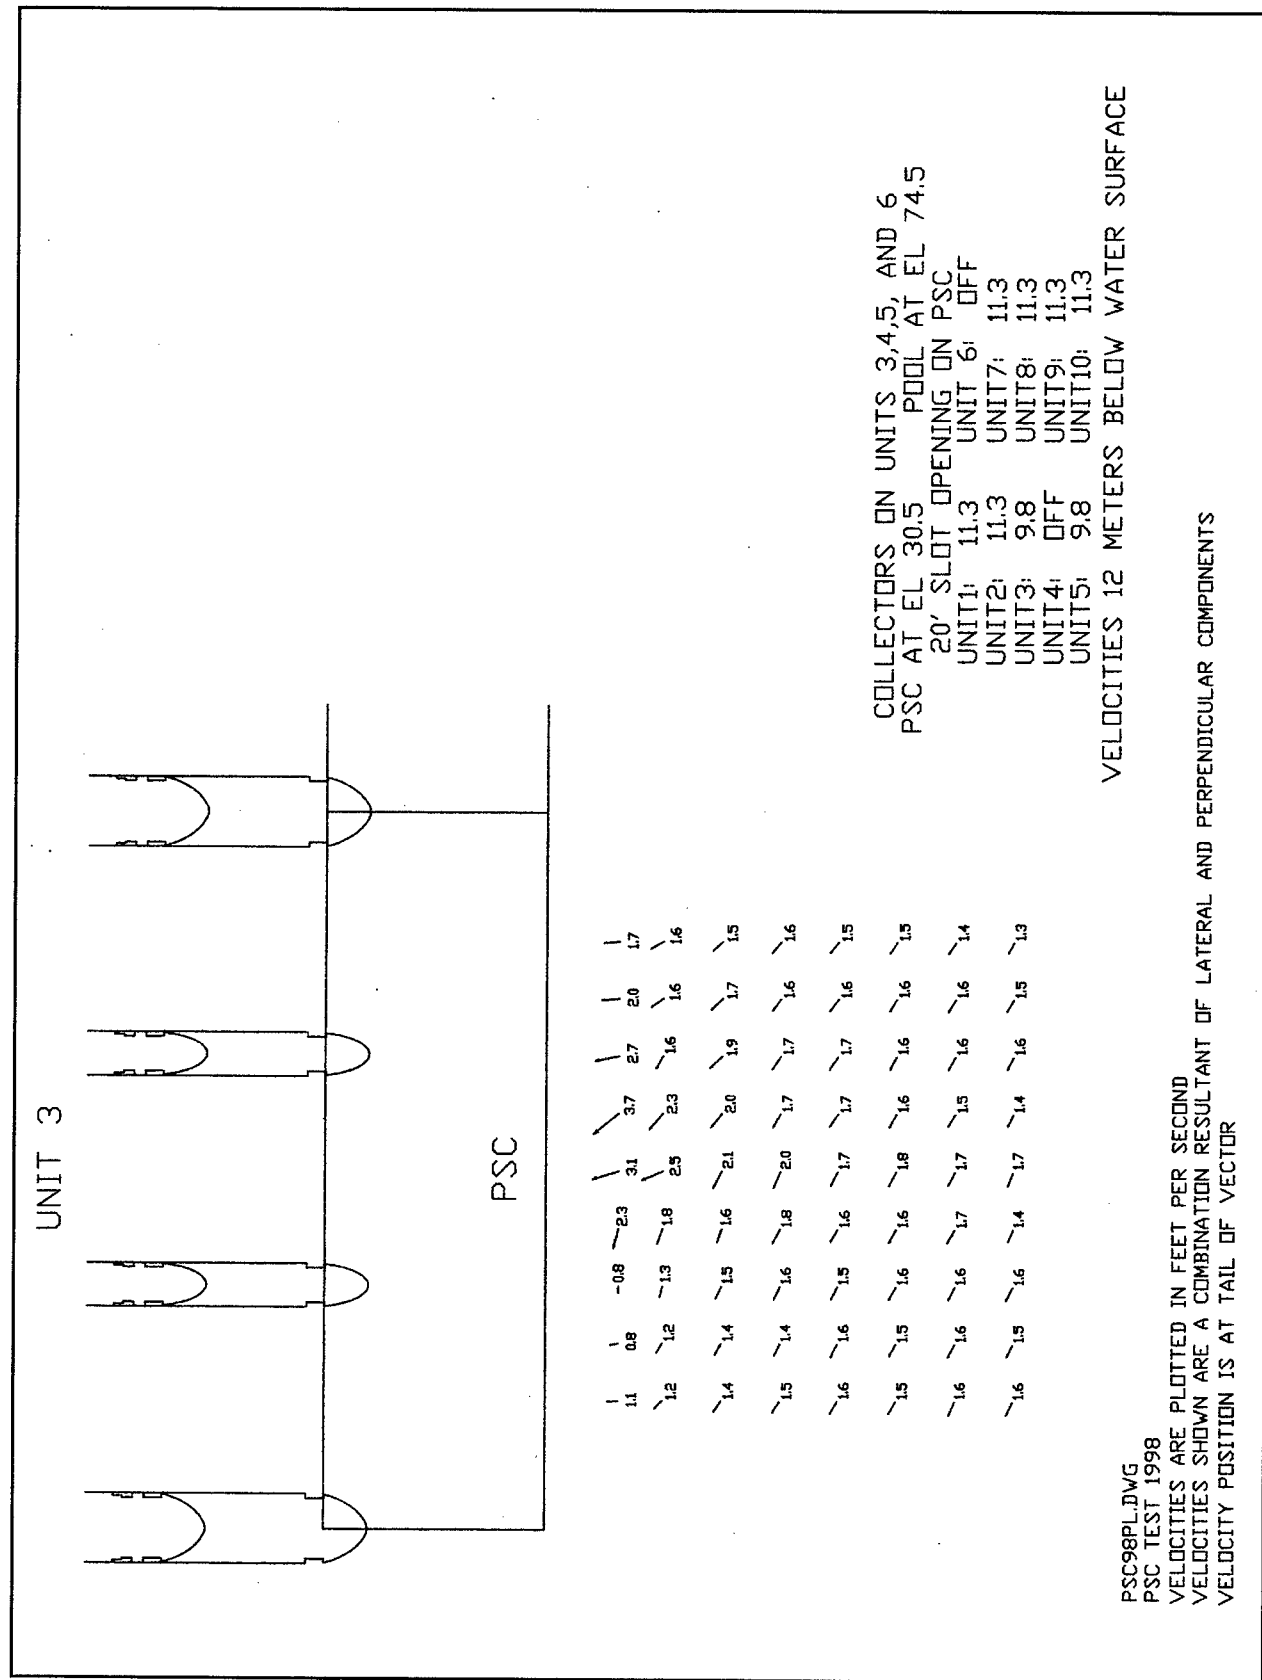 UNIT 3
PSC
1.1 0.8 0.8 2.3 3.1 3.7 2.7 2.0 1.7
1.2 1.2 1.3 1.8 2.5 2.3 1.6 1.6 1.6
1.4 1.4 1.5 1.6 2.1 2.0 1.9 1.7 1.5
1.5 1.4 1.6 1.8 2.0 1.7 1.7 1.6 1.6
1.6 1.6 1.5 1.6 1.7 1.7 1.7 1.6 1.5
1.5 1.5 1.6 1.6 1.8 1.6 1.6 1.6 1.5
1.6 1.6 1.6 1.7 1.7 1.5 1.6 1.6 1.4
1.6 1.5 1.6 1.4 1.7 1.4 1.6 1.5 1.3
COLLECTORS ON UNITS 3,4,5, AND 6
PSC AT EL 30.5 POOL AT EL 74.5
20' SLOT OPENING ON PSC
UNIT1: 11.3 UNIT 6: OFF
UNIT2: 11.3 UNIT7: 11.3
UNIT3: 9.8 UNIT8: 11.3
UNIT4: OFF UNIT9: 11.3
UNIT5: 9.8 UNIT10: 11.3
VELOCITIES 12 METERS BELOW WATER SURFACE
PSC98PL.DWG
PSC TEST 1998
VELOCITIES ARE PLOTTED IN FEET PER SECOND
VELOCITIES SHOWN ARE A COMBINATION RESULTANT OF LATERAL AND PERPENDICULAR COMPONENTS
VELOCITY POSITION IS AT TAIL OF VECTOR